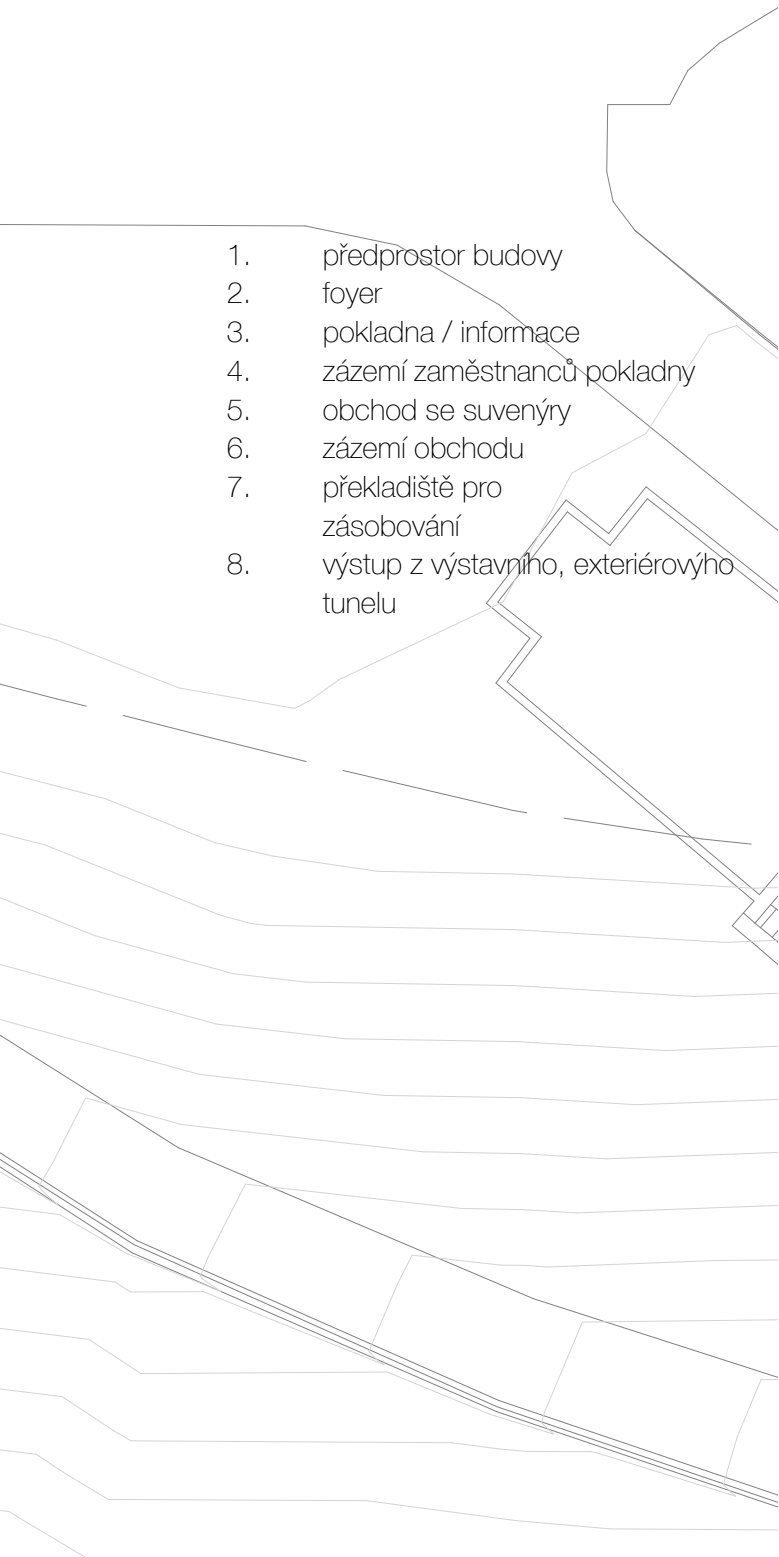 1. předprostor budovy
2. foyer
3. pokladna / informace
4. zázemí zaměstnanců pokladny
5. obchod se suvenýry
6. zázemí obchodu
7. překladiště pro
zásobování
8. výstup z výstavního, exteriérovýho
tunelu